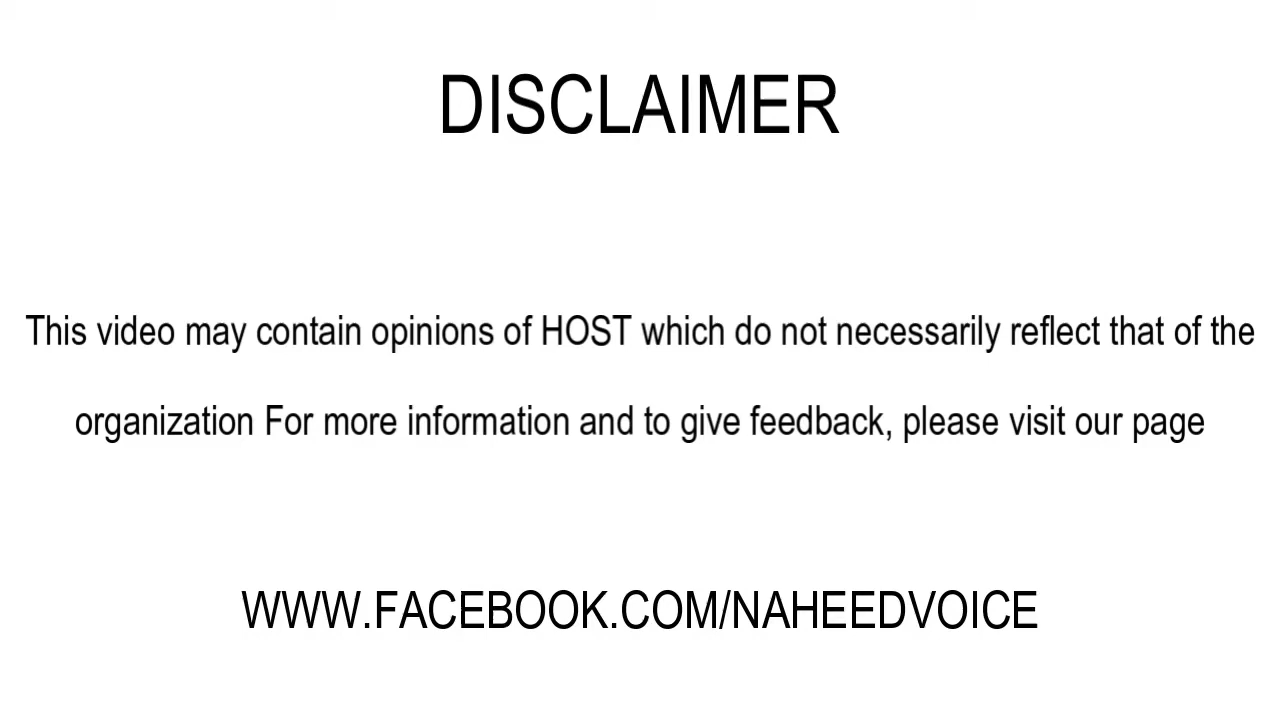 DISCLAIMER
This video may contain opinions of HOST which do not necessarily reflect that of the
organization For more information and to give feedback, please visit our page
WWW.FACEBOOK.COM/NAHEEDVOICE